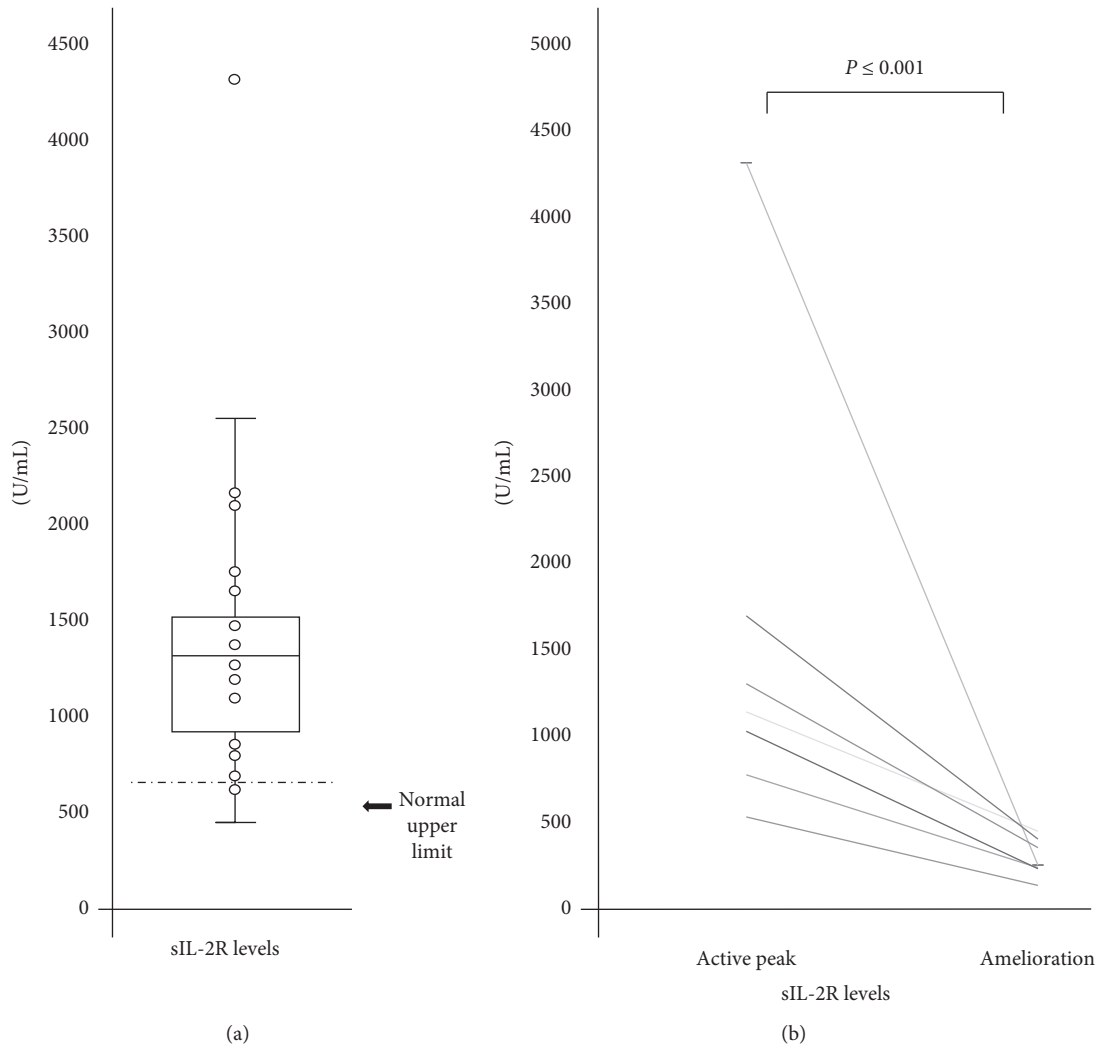 4500
4000
3500
3000
2500
2000
1500
1000
500
0
(U/mL)
Normal
upper
limit
sIL-2R levels
(a)
5000
4500
4000
3500
3000
2500
2000
1500
1000
500
0
(U/mL)
P ≤ 0.001
Active peak
Amelioration
sIL-2R levels
(b)